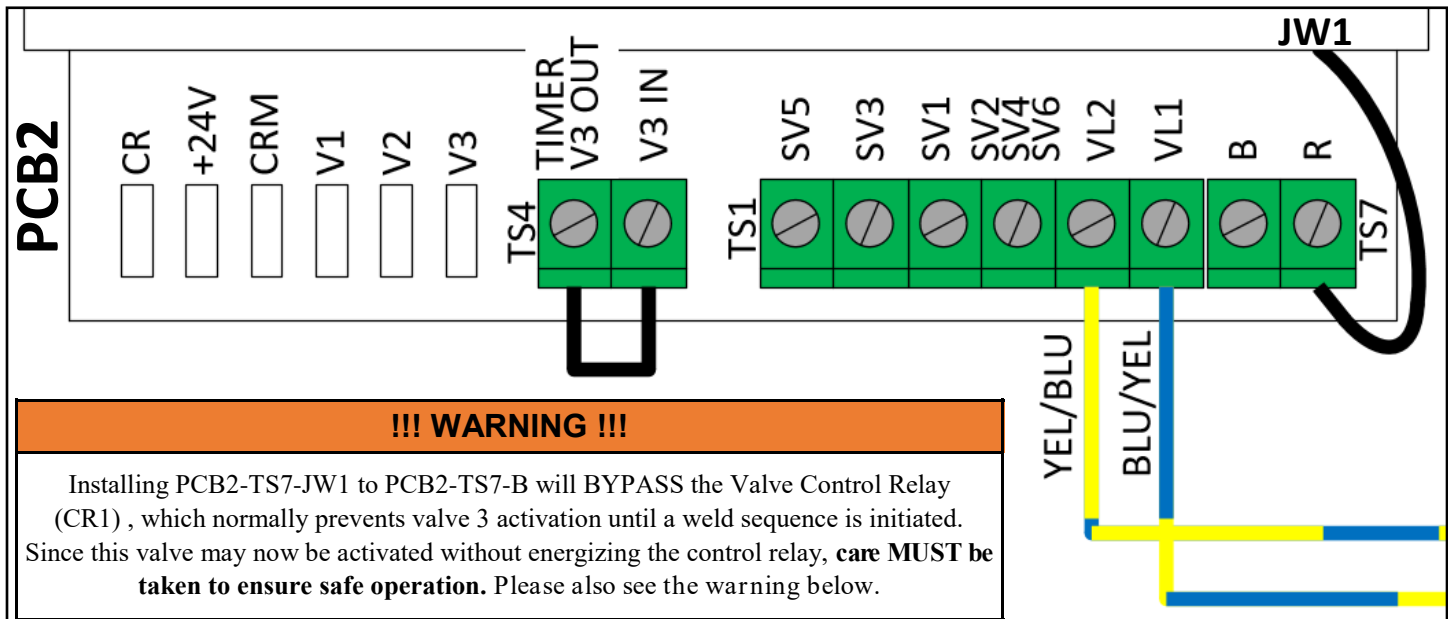 JW1
PCB2
CR
+24V
CRM
V1
V2
V3
TIMER
V3 OUT
V3 IN
SV5
SV3
SV1
SV2
SV4
SV6
VL2
VL1
B
R
TS4
TS1
TS7
YEL/BLU
BLU/YEL
!!! WARNING !!!
Installing PCB2-TS7-JW1 to PCB2-TS7-B will BYPASS the Valve Control Relay
(CR1) , which normally prevents valve 3 activation until a weld sequence is initiated.
Since this valve may now be activated without energizing the control relay, care MUST be
taken to ensure safe operation. Please also see the warning below.